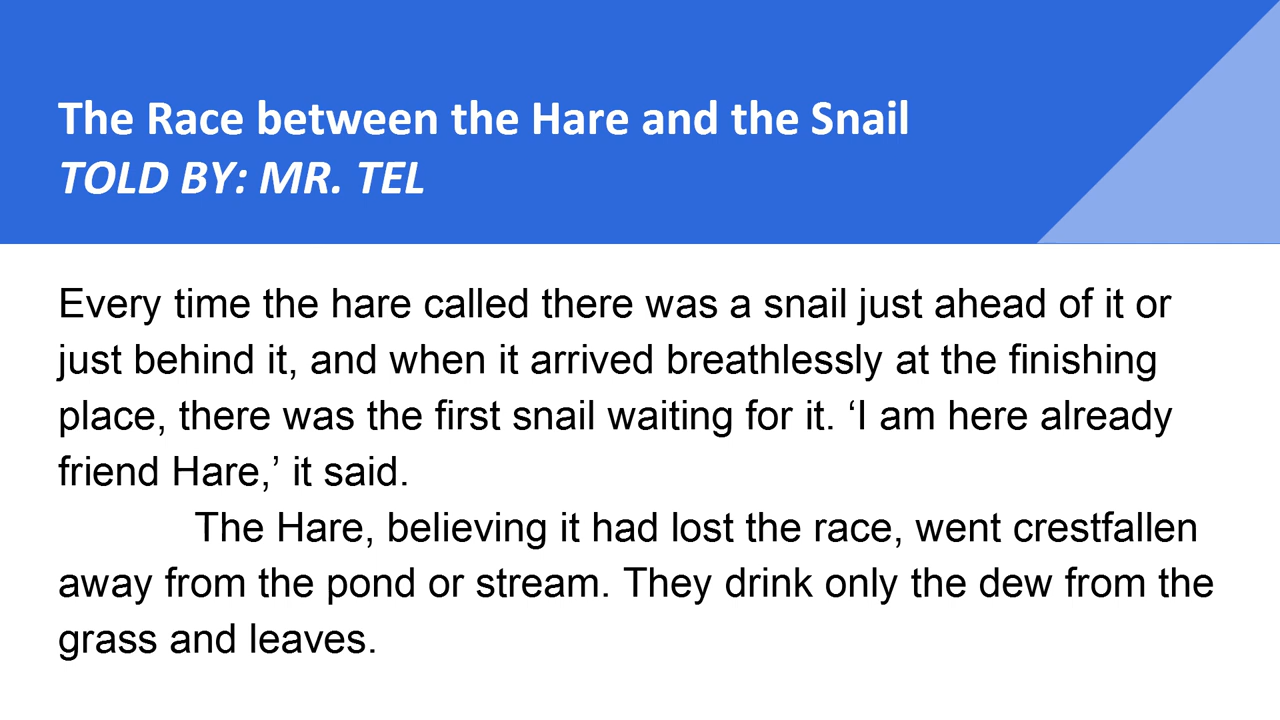 The Race between the Hare and the Snail
TOLD BY: MR. TEL
Every time the hare called there was a snail just ahead of it or
just behind it, and when it arrived breathlessly at the finishing
place, there was the first snail waiting for it. ‘I am here already
friend Hare,’ it said.
The Hare, believing it had lost the race, went crestfallen
away from the pond or stream. They drink only the dew from the
grass and leaves.